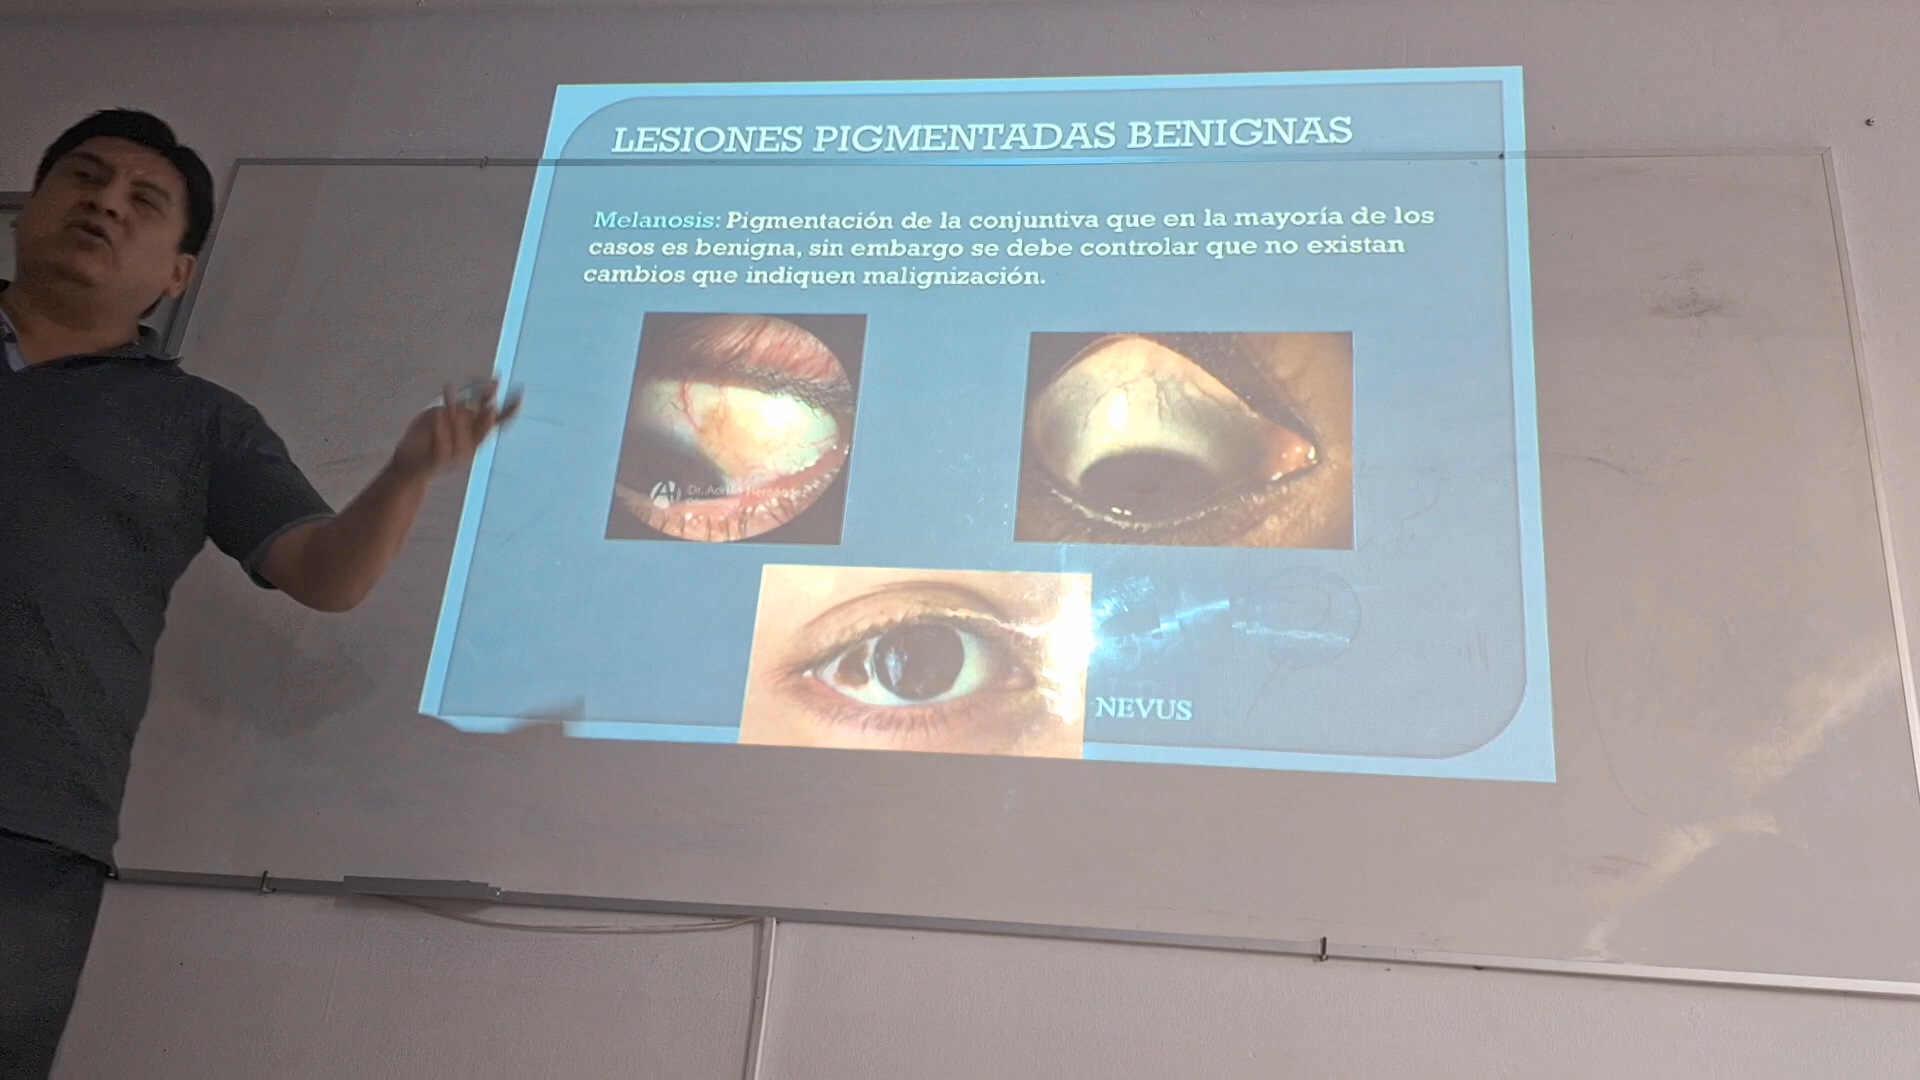 LESIONES PIGMENTADAS BENIGNAS
Melanosis: Pigmentación de la conjuntiva que en la mayoría de los
casos es benigna, sin embargo se debe controlar que no existan
cambios que indiquen malignización.
Dr.
NEVUS